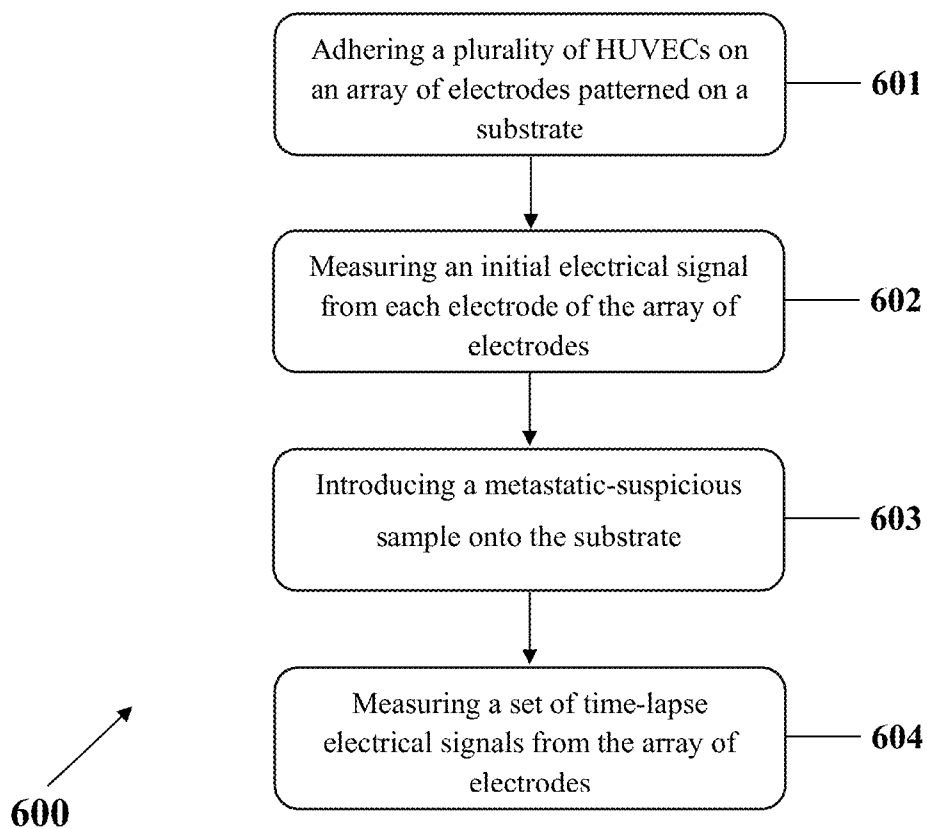 Adhering a plurality of HUVECs on
an array of electrodes patterned on a
substrate
601
Measuring an initial electrical signal
from each electrode of the array of
electrodes
602
Introducing a metastatic-suspicious
sample onto the substrate
603
Measuring a set of time-lapse
electrical signals from the array of
electrodes
604
600